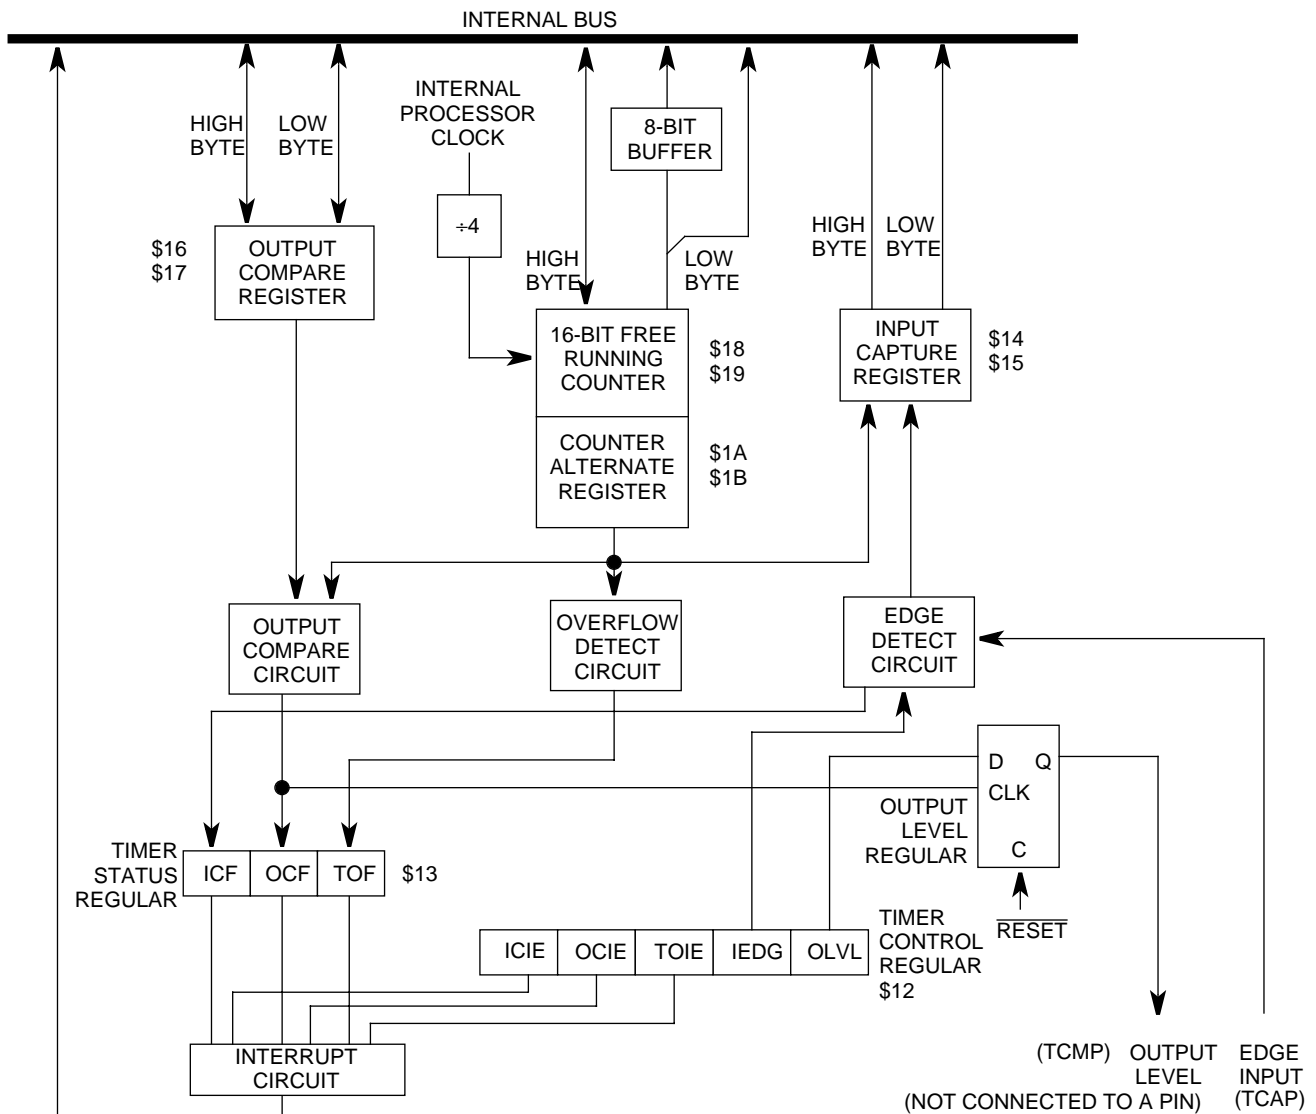 INTERNAL BUS
HIGH
BYTE
LOW
BYTE
INTERNAL
PROCESSOR
CLOCK
8-BIT
BUFFER
÷4
HIGH
BYTE
LOW
BYTE
HIGH
BYTE
LOW
BYTE
$16
$17
OUTPUT
COMPARE
REGISTER
16-BIT FREE
RUNNING
COUNTER
$18
$19
INPUT
CAPTURE
REGISTER
$14
$15
COUNTER
ALTERNATE
REGISTER
$1A
$1B
OUTPUT
COMPARE
CIRCUIT
OVERFLOW
DETECT
CIRCUIT
EDGE
DETECT
CIRCUIT
D Q
CLK
C
OUTPUT
LEVEL
REGULAR
RESET
TIMER
STATUS
REGULAR
ICF OCF TOF
$13
ICIE OCIE TOIE IEDG OLVL
TIMER
CONTROL
REGULAR
$12
INTERRUPT
CIRCUIT
(TCMP) OUTPUT
LEVEL
(NOT CONNECTED TO A PIN)
EDGE
INPUT
(TCAP)